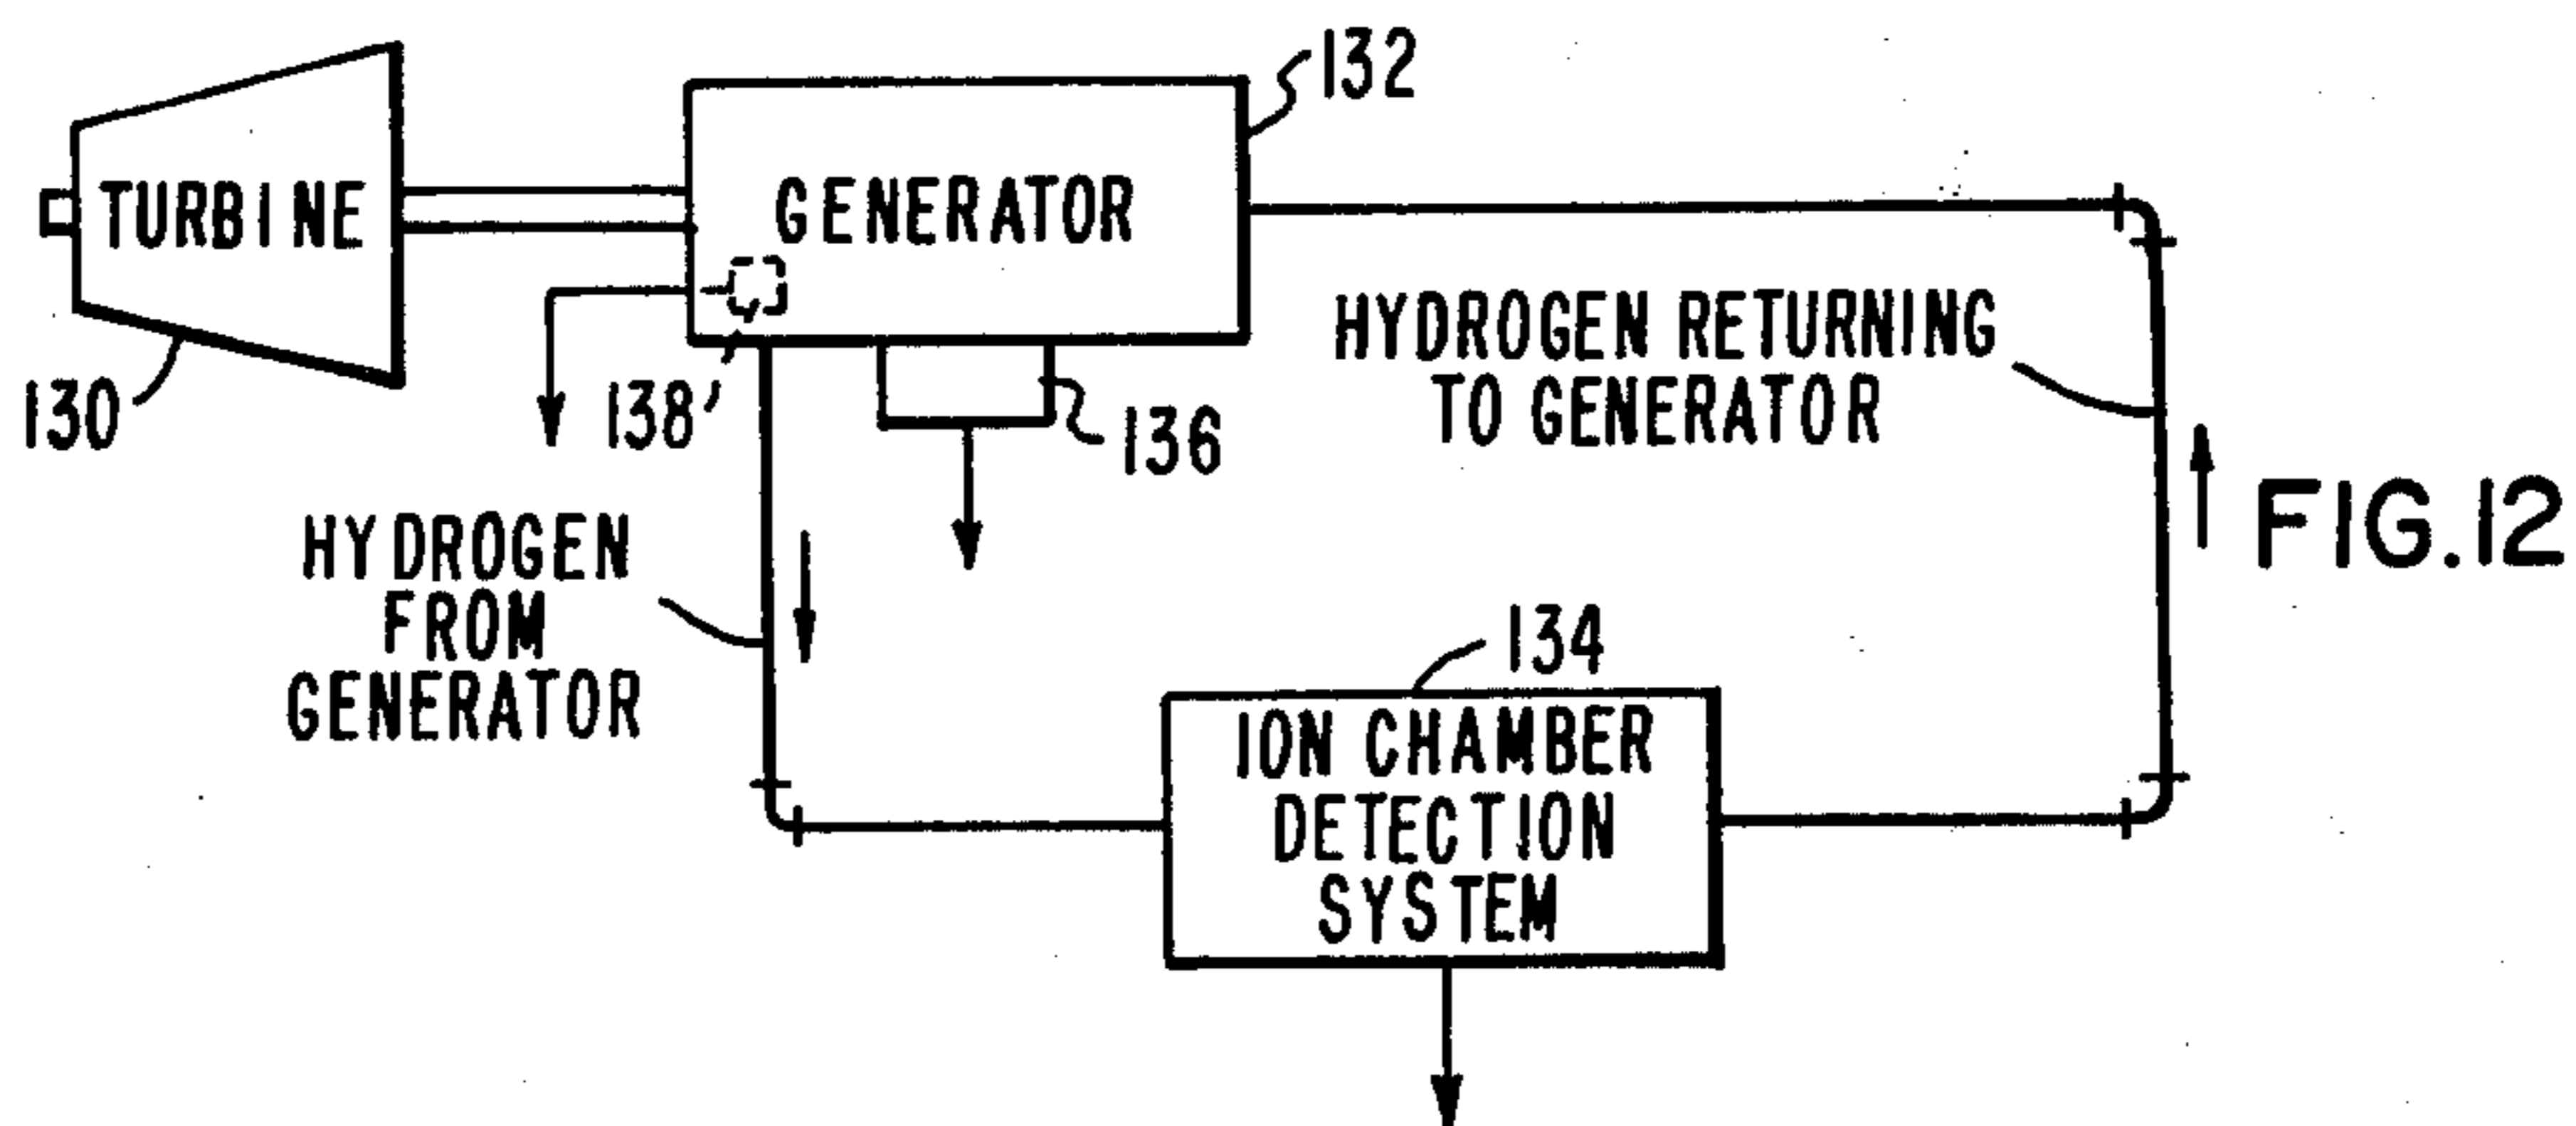 132
TURBINE
GENERATOR
HYDROGEN RETURNING
TO GENERATOR
130
138'
136
HYDROGEN
FROM
GENERATOR
FIG.12
134
ION CHAMBER
DETECTION
SYSTEM